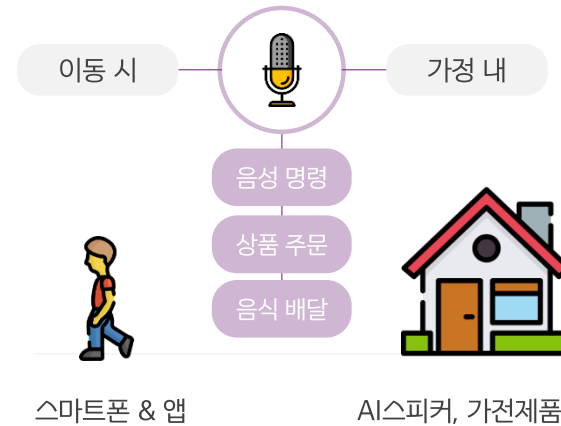 이동 시
가정 내
음성 명령
상품 주문
음식 배달
스마트폰 & 앱
AI스피커, 가전제품